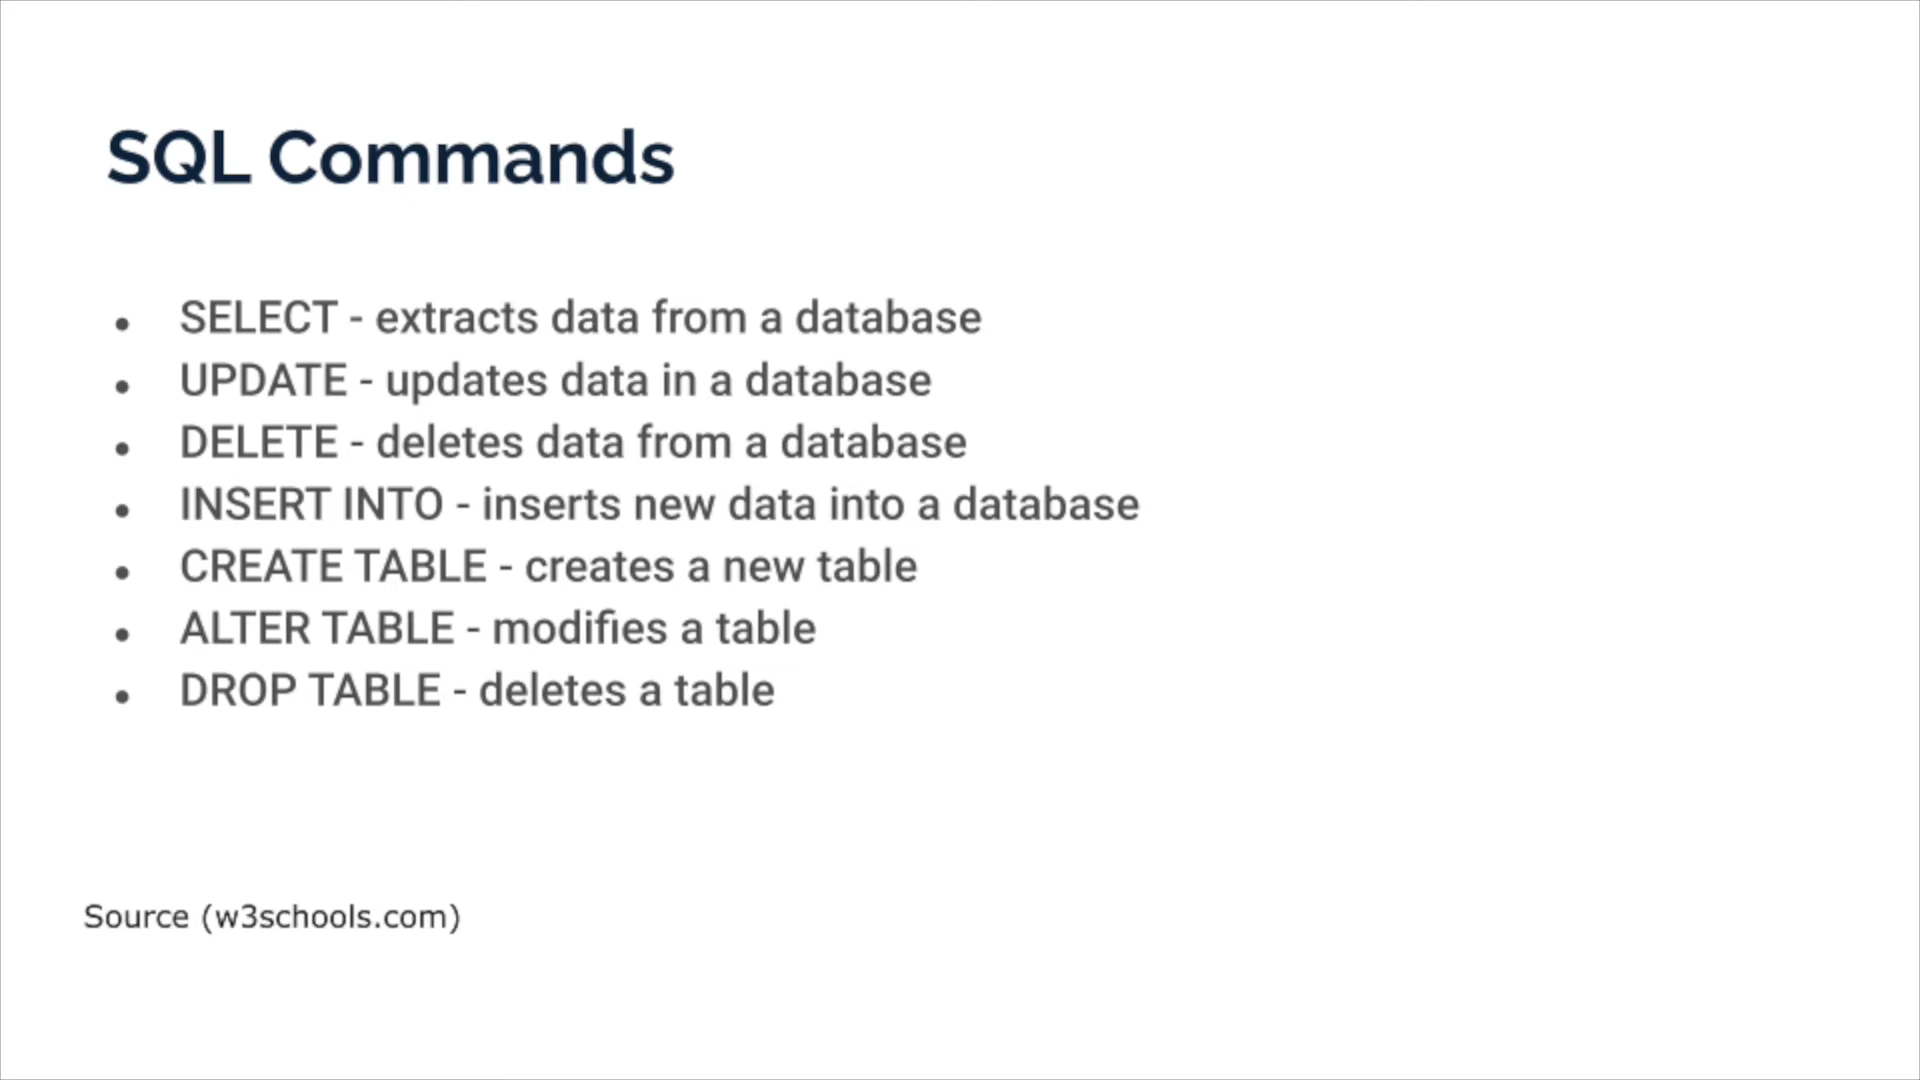 SQL Commands
• SELECT - extracts data from a database
• UPDATE - updates data in a database
• DELETE - deletes data from a database
• INSERT INTO - inserts new data into a database
• CREATE TABLE - creates a new table
• ALTER TABLE - modifies a table
• DROP TABLE - deletes a table
Source (w3schools.com)